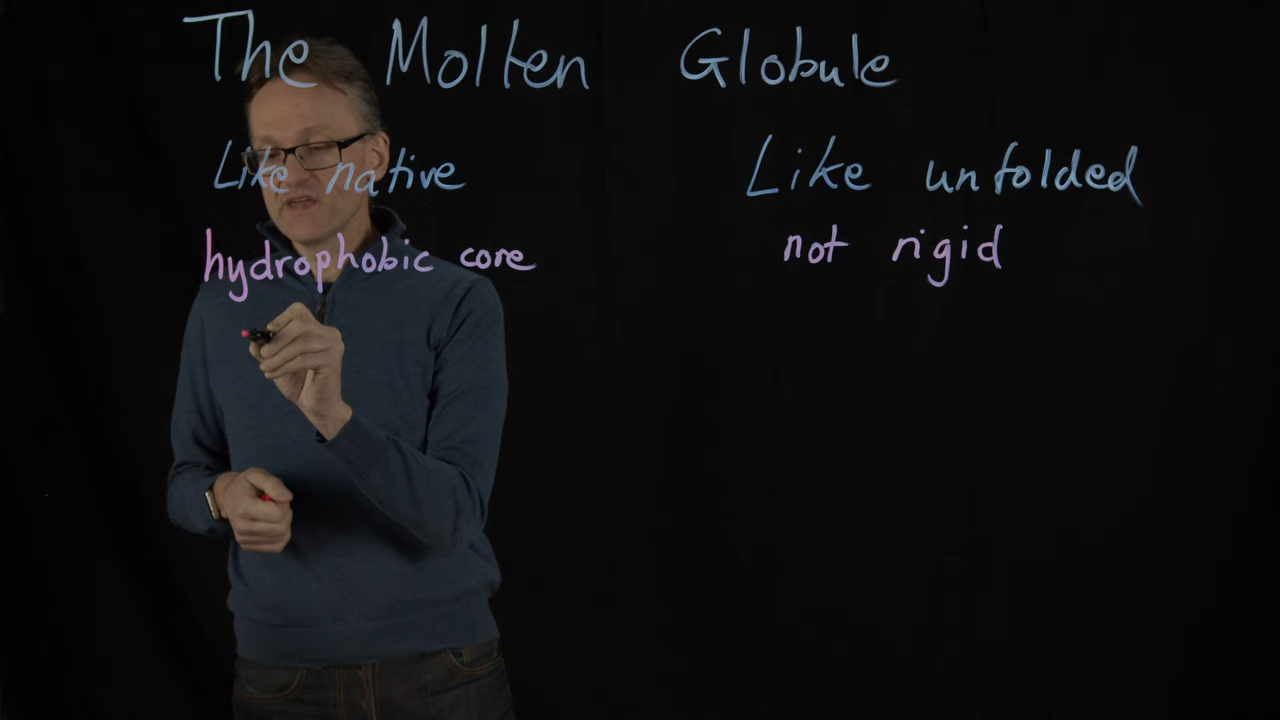 The Molten Globule
Like native
Like unfolded
hydrophobic core
not rigid